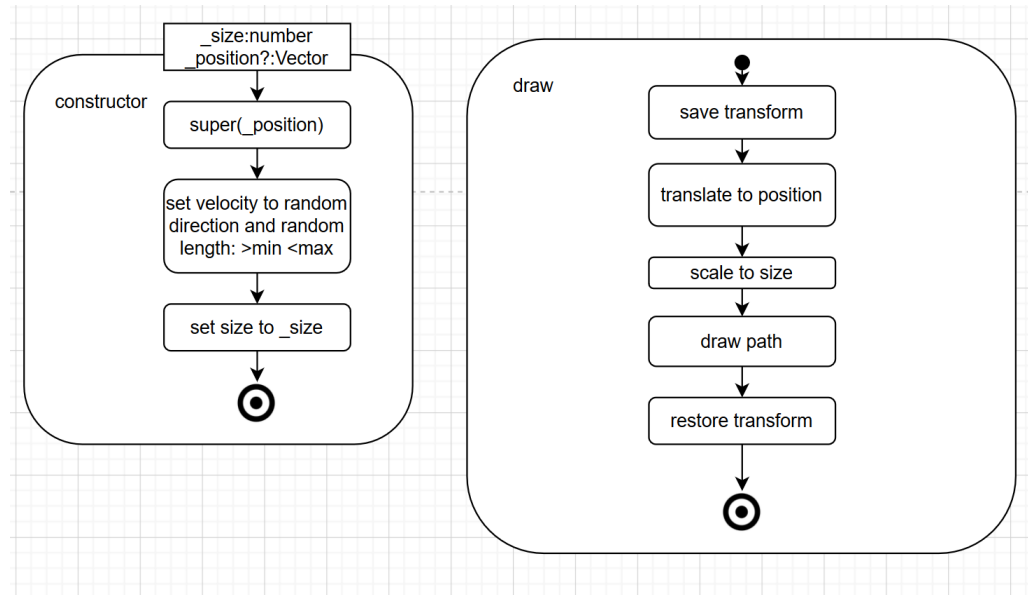 _size:number
_position?:Vector
constructor
super(_position)
set velocity to random
direction and random
length: >min <max
set size to _size
draw
save transform
translate to position
scale to size
draw path
restore transform